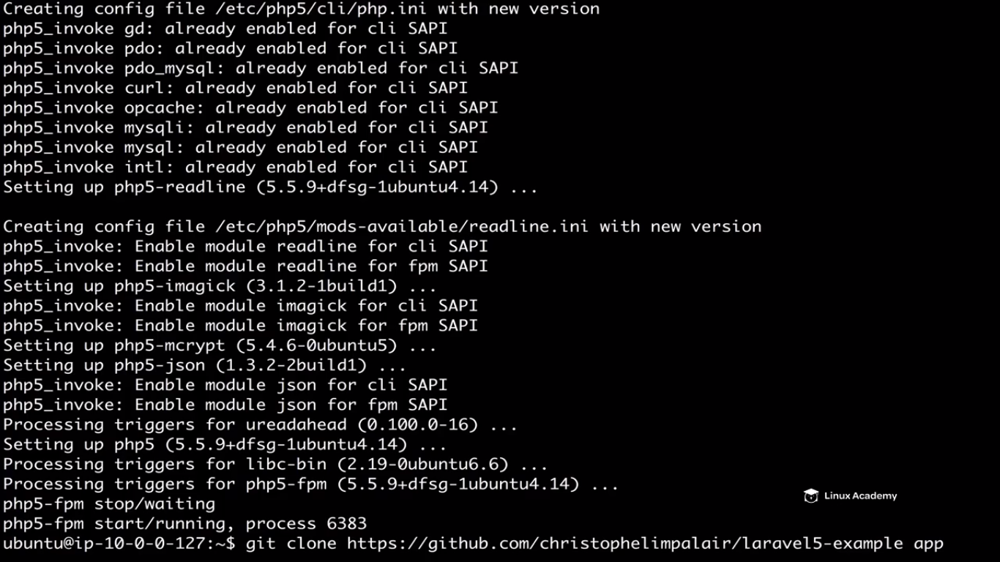 Creating config file /etc/php5/cli/php.ini with new version
php5_invoke gd: already enabled for cli SAPI
php5_invoke pdo: already enabled for cli SAPI
php5_invoke pdo_mysql: already enabled for cli SAPI
php5_invoke curl: already enabled for cli SAPI
php5_invoke opcache: already enabled for cli SAPI
php5_invoke mysqli: already enabled for cli SAPI
php5_invoke mysql: already enabled for cli SAPI
php5_invoke intl: already enabled for cli SAPI
Setting up php5-readline (5.5.9+dfsg-1ubuntu4.14) ...
Creating config file /etc/php5/mods-available/readline.ini with new version
php5_invoke: Enable module readline for cli SAPI
php5_invoke: Enable module readline for fpm SAPI
Setting up php5-imagick (3.1.2-1build1) ...
php5_invoke: Enable module imagick for cli SAPI
php5_invoke: Enable module imagick for fpm SAPI
Setting up php5-mcrypt (5.4.6-0ubuntu5) ...
Setting up php5-json (1.3.2-2build1) ...
php5_invoke: Enable module json for cli SAPI
php5_invoke: Enable module json for fpm SAPI
Processing triggers for ureadahead (0.100.0-16) ...
Setting up php5 (5.5.9+dfsg-1ubuntu4.14) ...
Processing triggers for libc-bin (2.19-0ubuntu6.6) ...
Processing triggers for php5-fpm (5.5.9+dfsg-1ubuntu4.14) ...
Linux Academy
php5-fpm stop/waiting
php5-fpm start/running, process 6383
ubuntu@ip-10-0-0-127:~$ git clone https://github.com/christophelimpalair/laravel5-example app